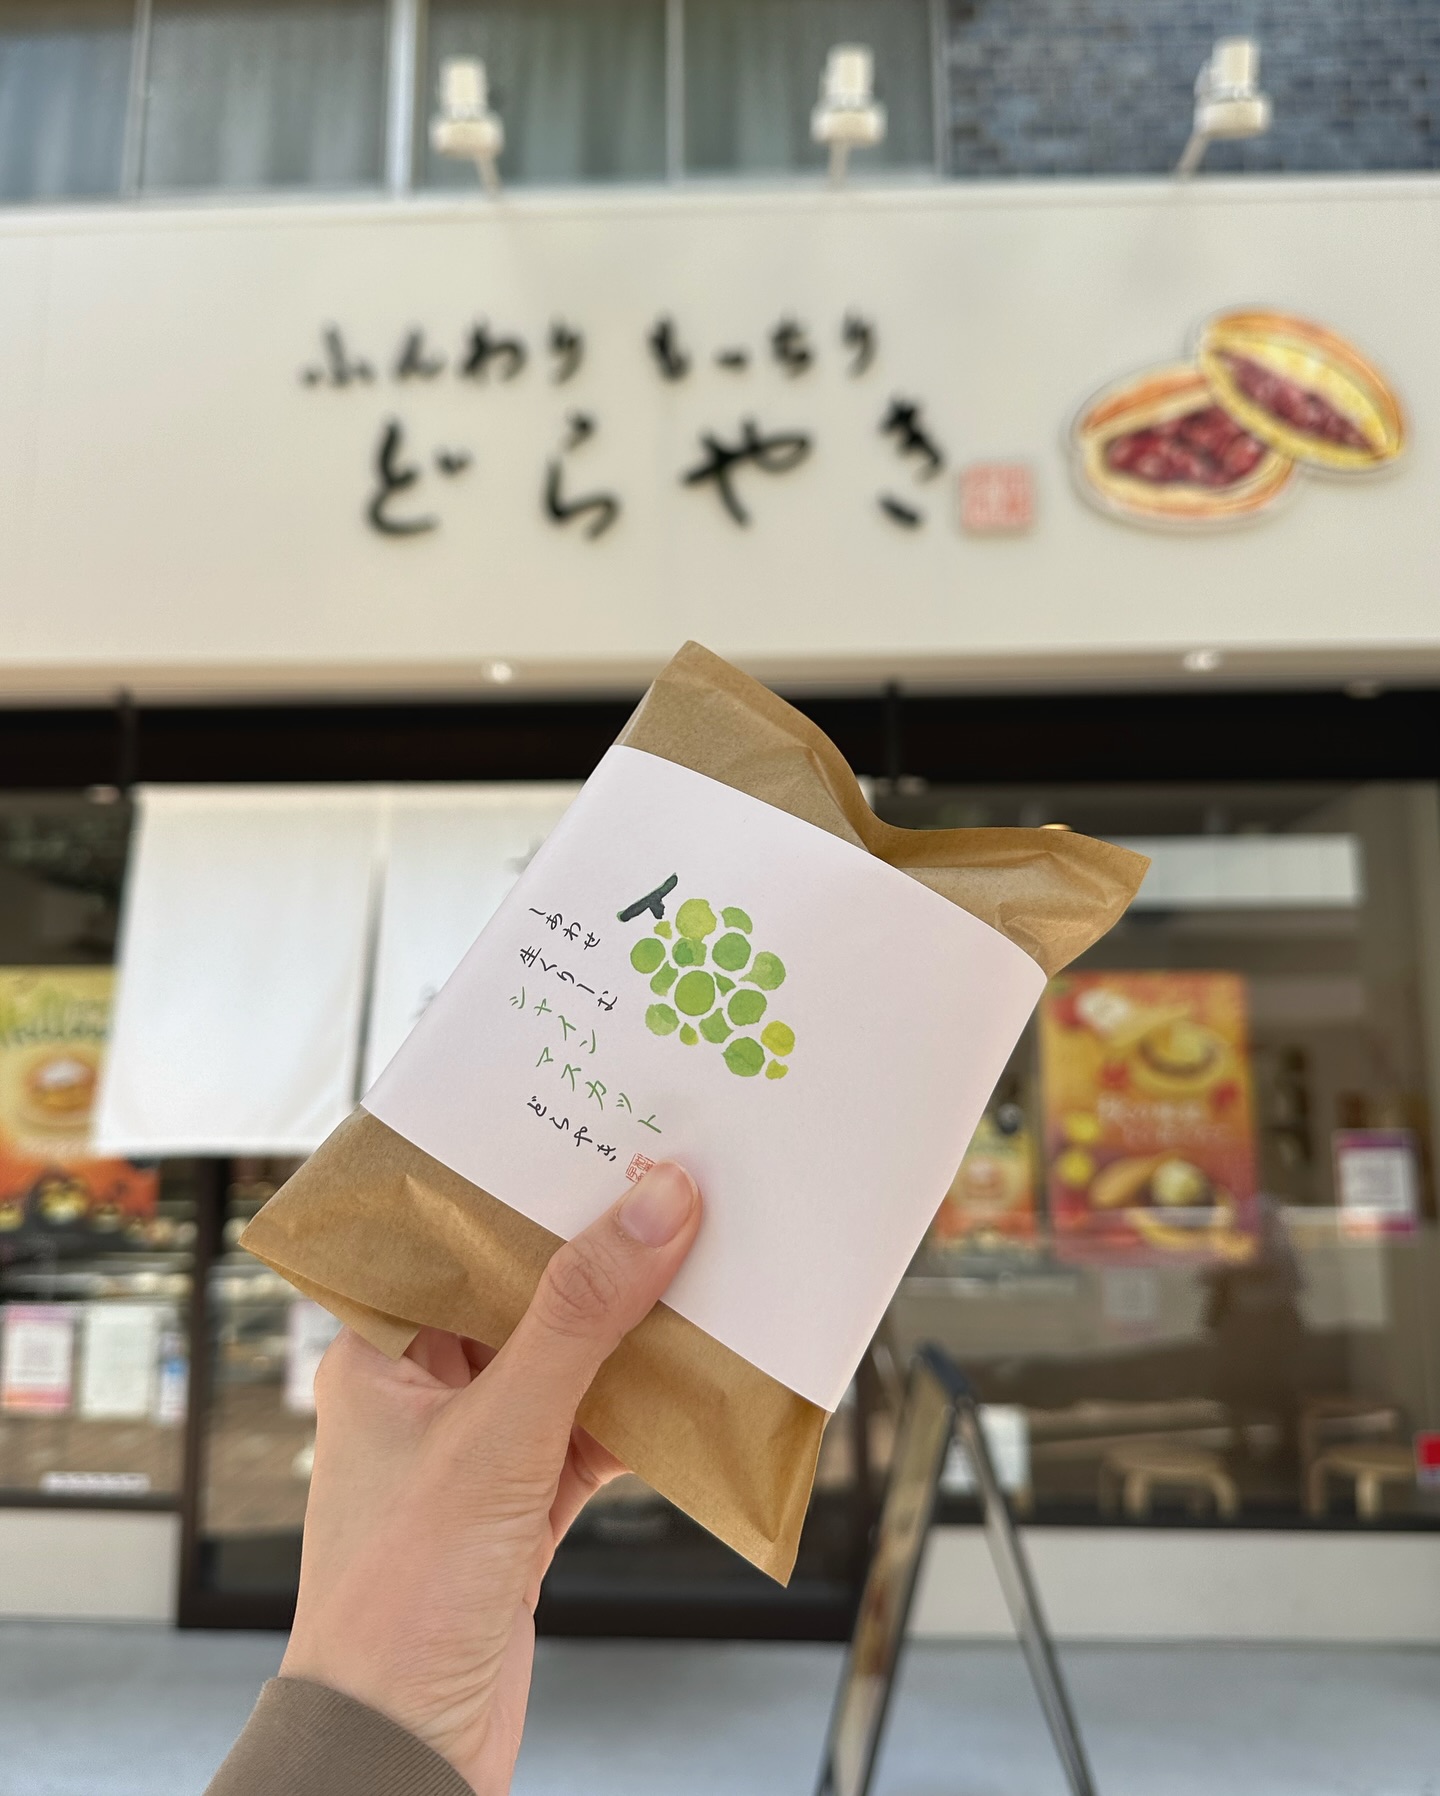 ふんわり もっちり
どらやき
しあわせ
生くりーむ
シャイン
マスカット
どらやき